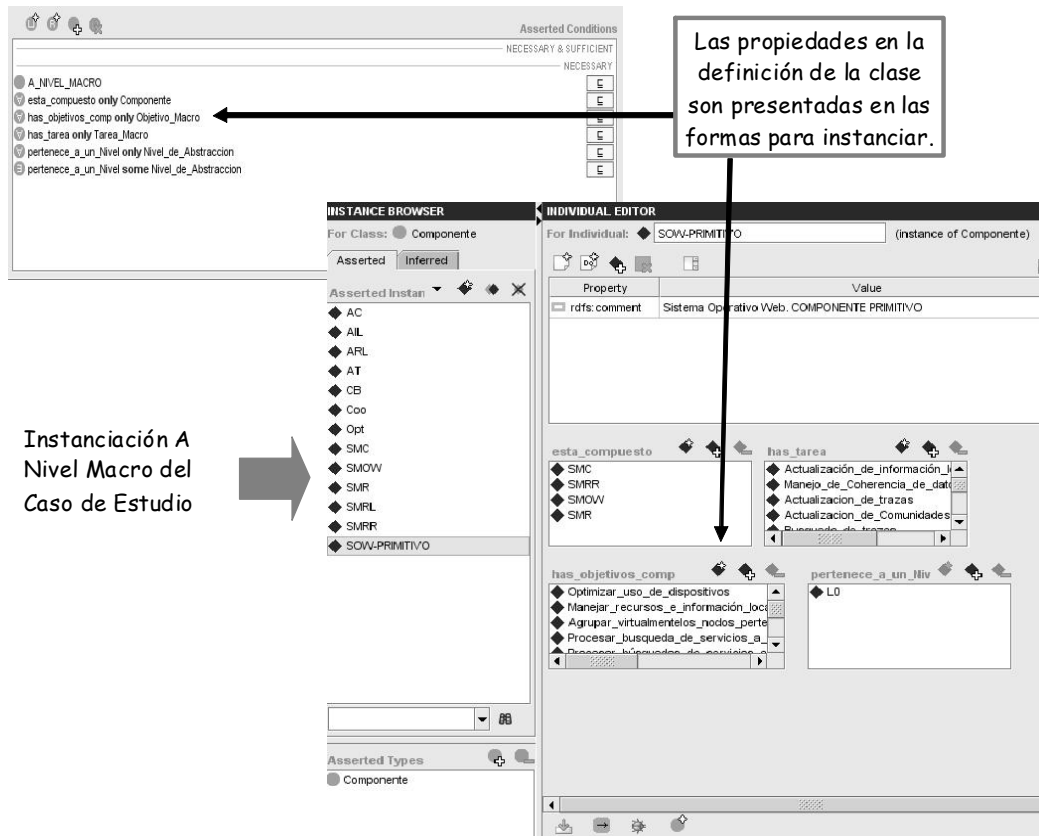 Asserted Conditions
NECESSARY & SUFFICIENT
NECESSARY
A_NIVEL_MACRO
esta_compuesto only Componente
has_objetivos_comp only Objetivo_Macro
has_tarea only Tarea_Macro
pertenece_a_un_Nivel only Nivel_de_Abstraccion
pertenece_a_un_Nivel some Nivel_de_Abstraccion
Las propiedades en la
definición de la clase
son presentadas en las
formas para instanciar.
Instanciación A
Nivel Macro del
Caso de Estudio
INSTANCE BROWSER
For Class: Componente
Asserted Inferred
Asserted Instan
AC
AIL
ARL
AT
CB
Coo
Opt
SMC
SMOW
SMR
SMRL
SMRR
SOW-PRIMITIVO
Asserted Types
Componente
INDIVIDUAL EDITOR
For Individual: SOW-PRIMITIVO (instance of Componente)
Property Value
rdfs:comment Sistema Operativo Web. COMPONENTE PRIMITIVO
esta_compuesto
SMC
SMRR
SMOW
SMR
has_tarea
Actualización_de_información_l
Manejo_de_Coherencia_de_dato
Actualizacion_de_trazas
Actualizacion_de_Comunidades
Busqueda_de_trazas
has_objetivos_comp
Optimizar_uso_de_dispositivos
Manejar_recursos_e_información_loca
Agrupar_virtualmentelos_nodos_perte
Procesar_busqueda_de_servicios_a_
Procesar_búsquedas_de_servicios_e
pertenece_a_un_Niv
L0